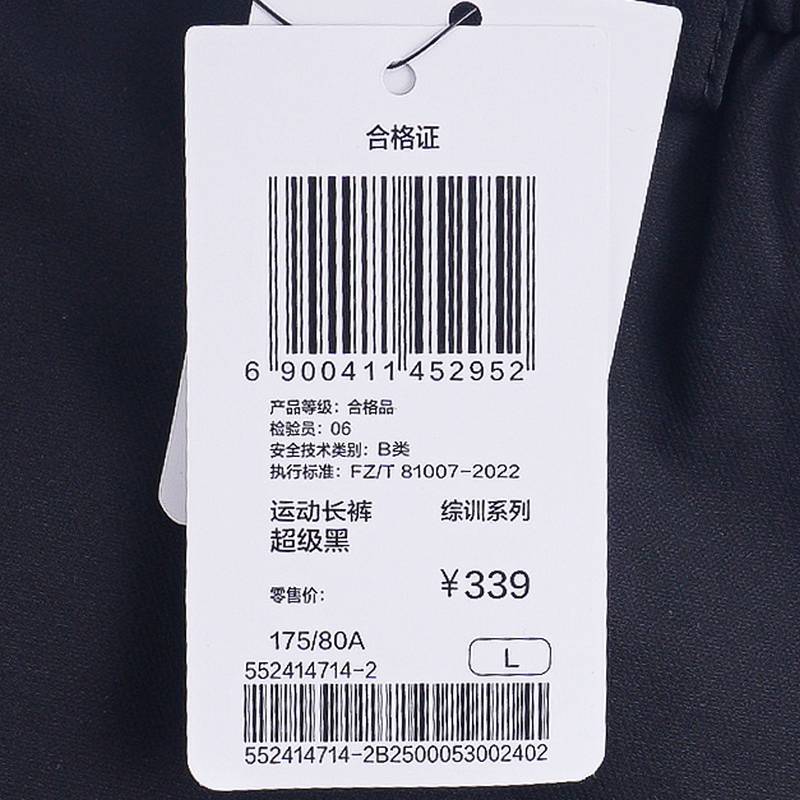 合格证
6 900411 452952
产品等级：合格品
检验员：06
安全技术类别：B类
执行标准：FZ/T 81007-2022
运动长裤 综训系列
超级黑
零售价： ￥339
175/80A L
552414714-2
552414714-2B2500053002402